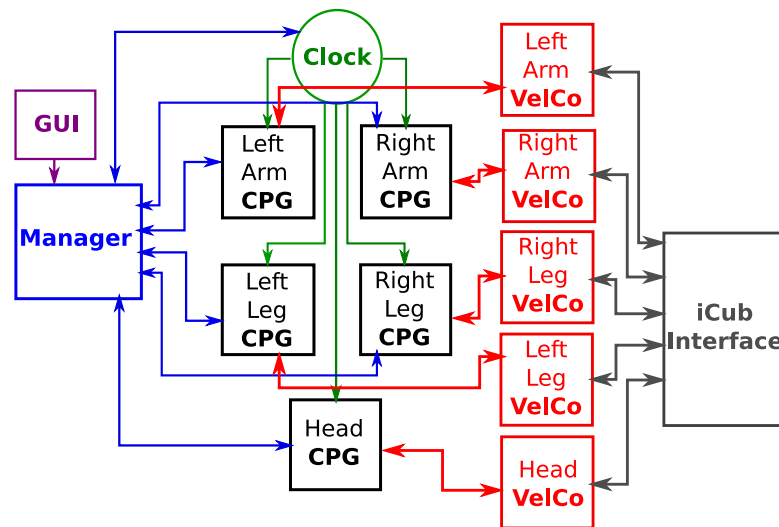 Clock
GUI
Manager
Left
Arm
CPG
Right
Arm
CPG
Left
Leg
CPG
Right
Leg
CPG
Head
CPG
Left
Arm
VelCo
Right
Arm
VelCo
Right
Leg
VelCo
Left
Leg
VelCo
Head
VelCo
iCub
Interface